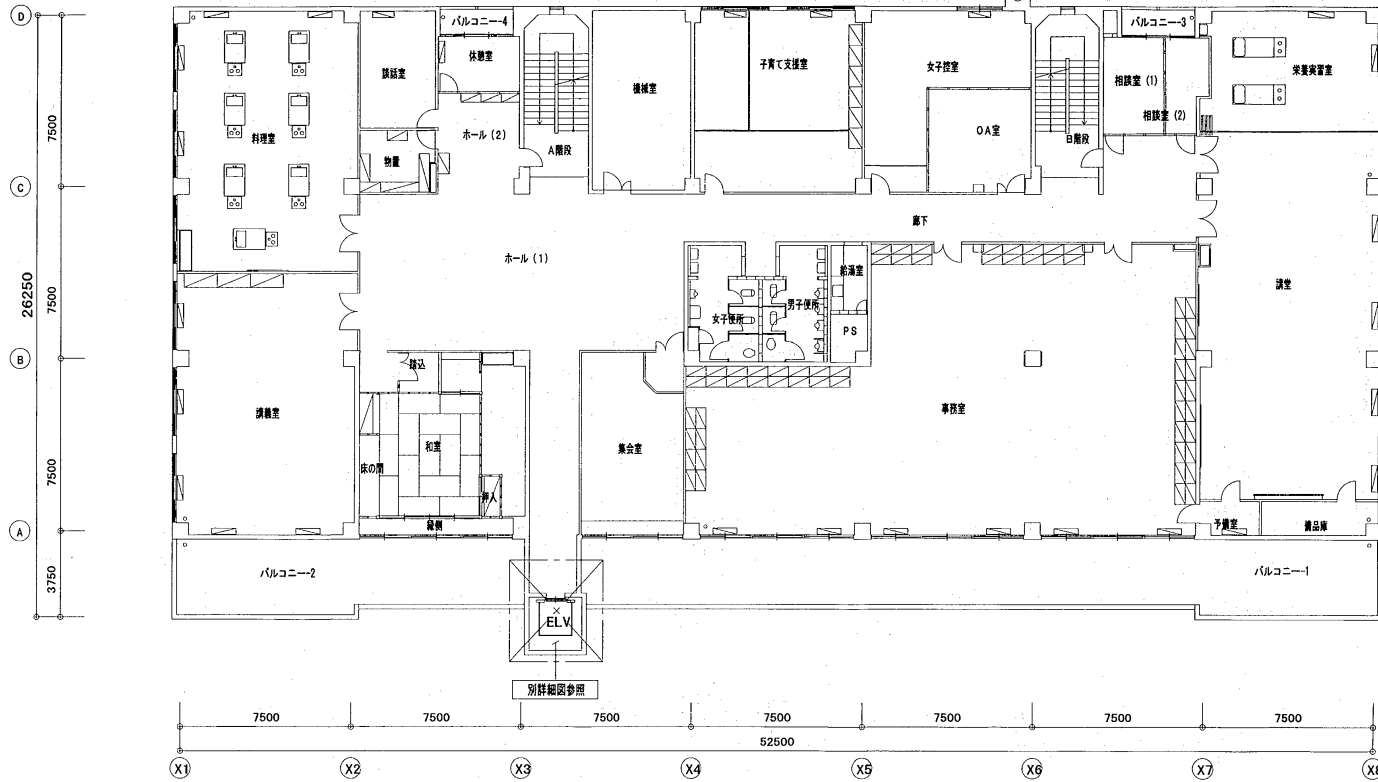 D
バルコニー-4
バルコニー-3
休憩室
談話室
機械室
子育て支援室
女子控室
相談室 (1)
栄養実習室
相談室 (2)
7500
料理室
ホール (2)
OA室
A階段
B階段
物置
C
廊下
ホール (1)
給湯室
講堂
26250
7500
女子便所
男子便所
PS
B
踏込
講義室
事務室
和室
集会室
7500
床の間
押入
縁側
予備室
備品庫
A
バルコニー-2
バルコニー-1
3750
ELV
別詳細図参照
7500
7500
7500
7500
7500
7500
7500
52500
X1
X2
X3
X4
X5
X6
X7
X8